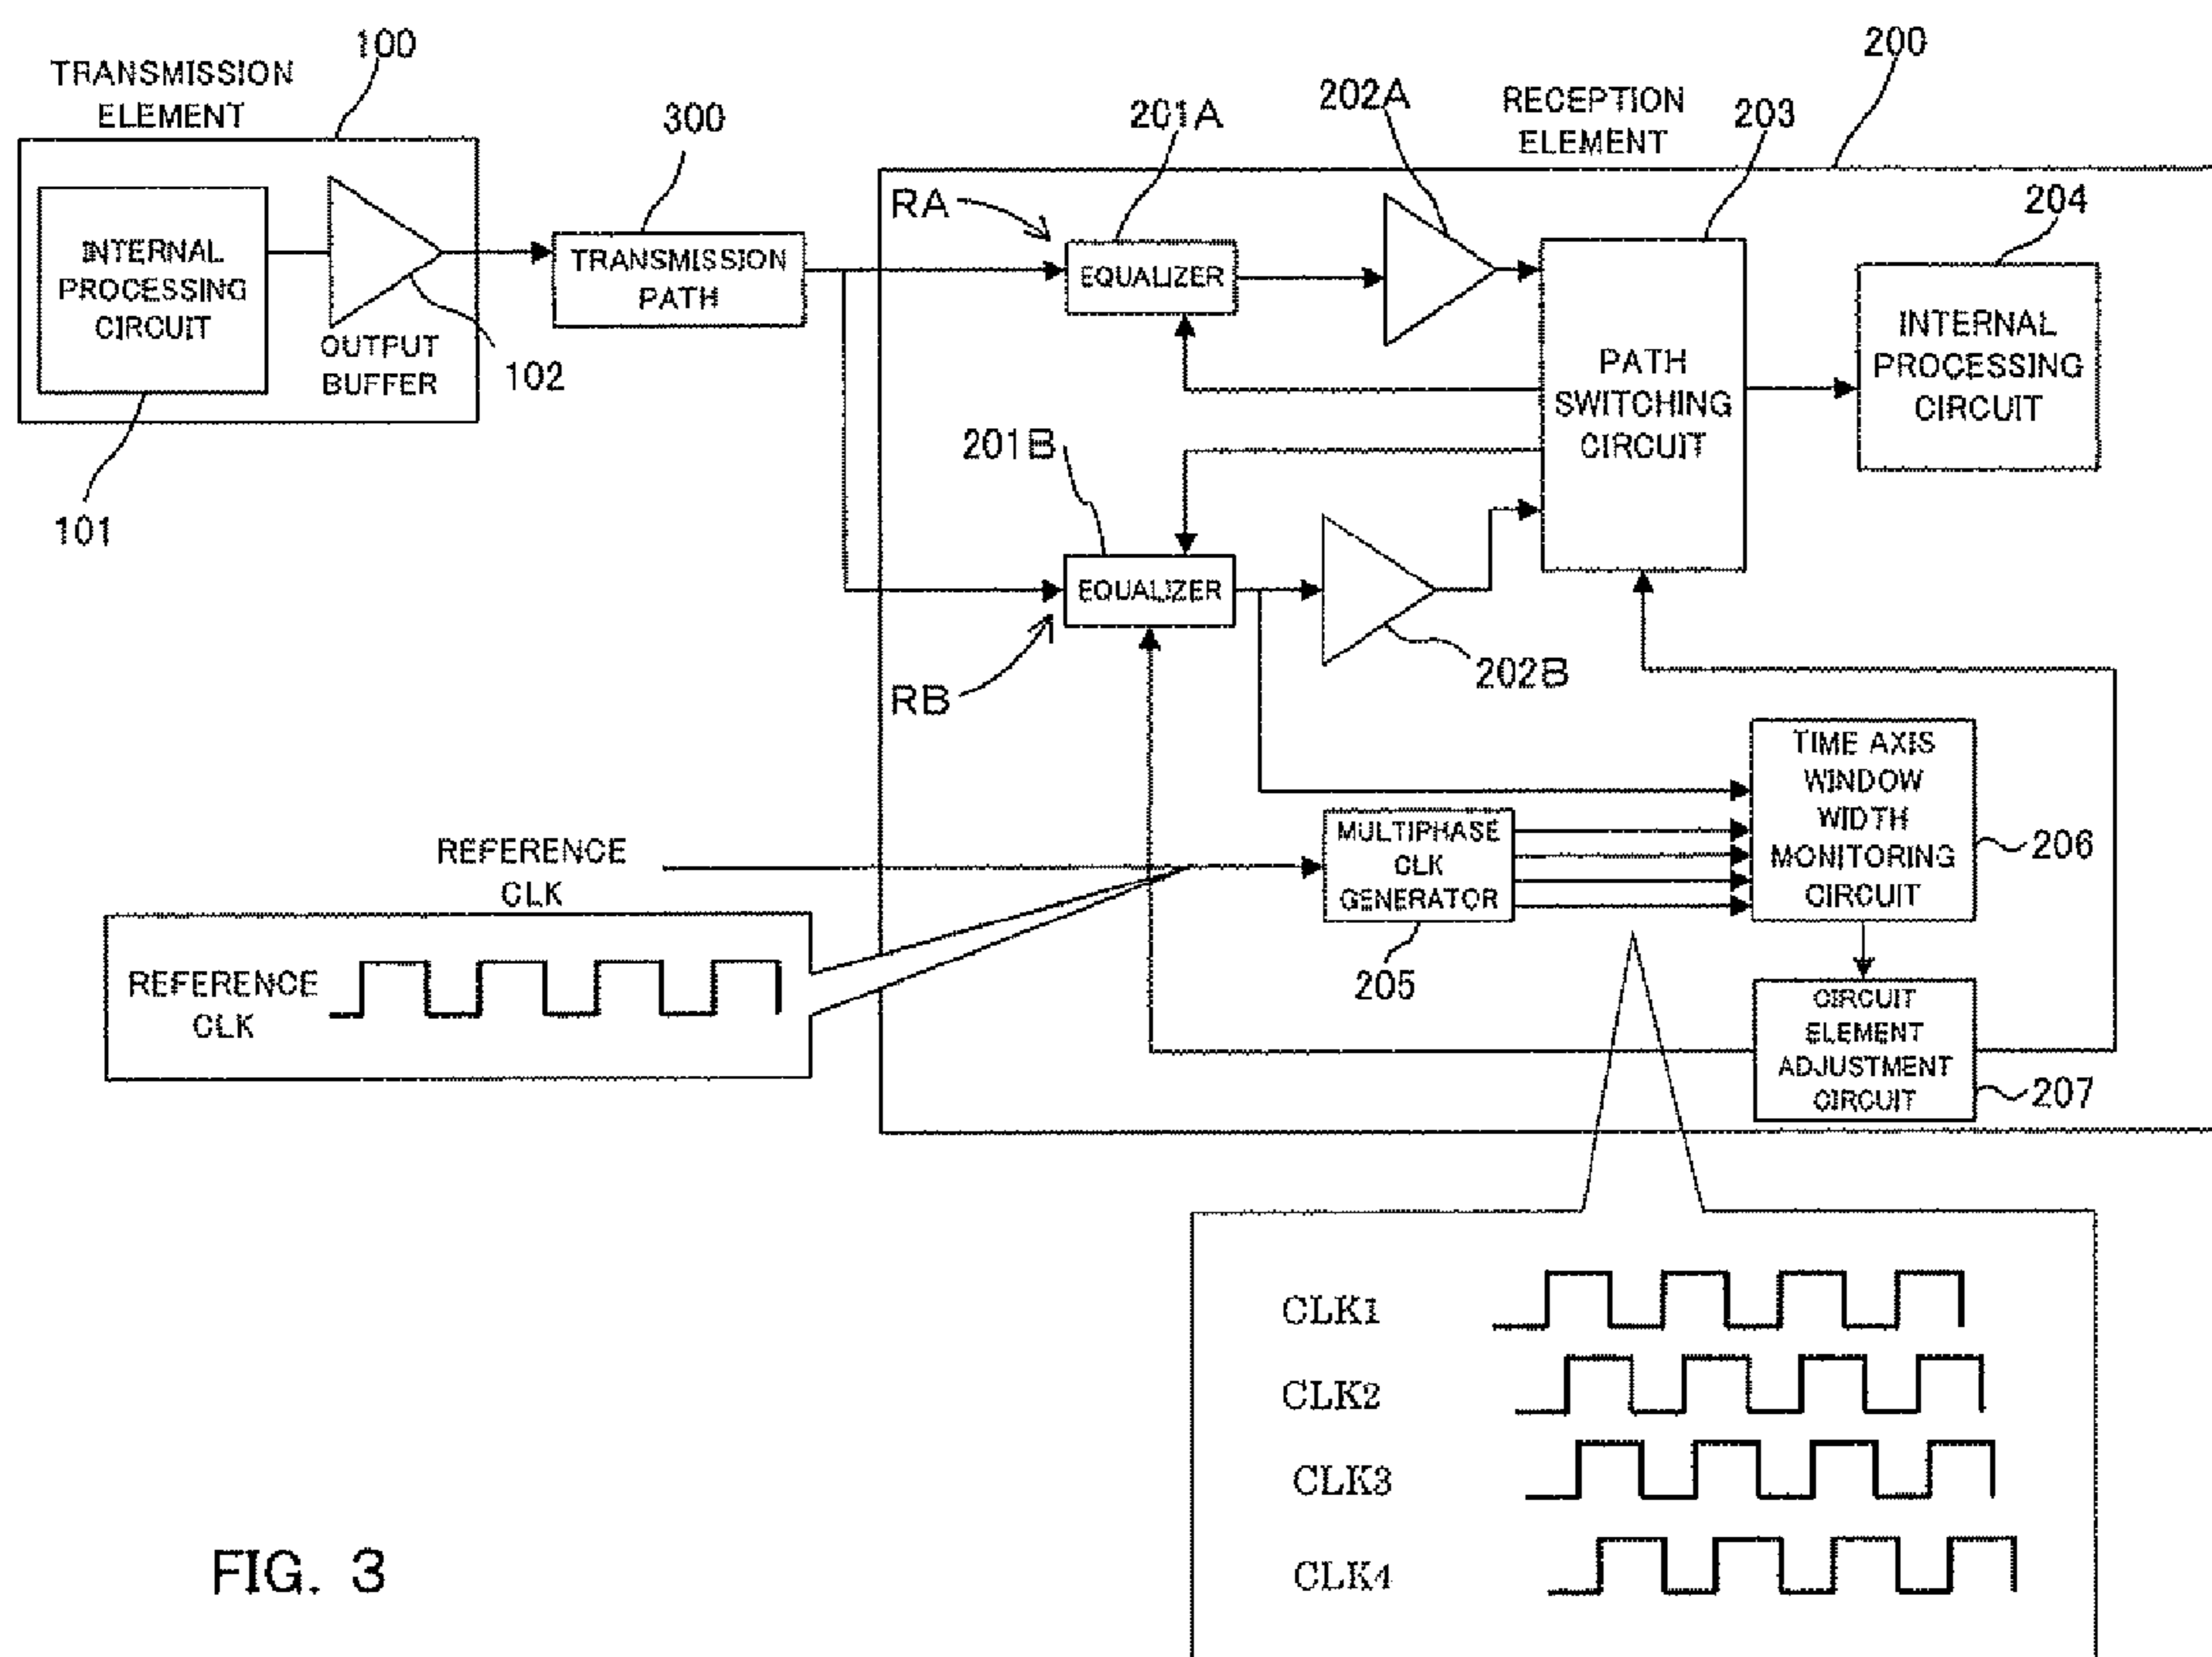 100
TRANSMISSION
ELEMENT
300
201A
202A
RECEPTION
ELEMENT
203
200
204
RA
INTERNAL
PROCESSING
CIRCUIT
OUTPUT
BUFFER
102
101
TRANSMISSION
PATH
EQUALIZER
PATH
SWITCHING
CIRCUIT
INTERNAL
PROCESSING
CIRCUIT
201B
EQUALIZER
202B
RB
TIME AXIS
WINDOW
WIDTH
MONITORING
CIRCUIT
206
MULTIPHASE
CLK
GENERATOR
205
REFERENCE
CLK
REFERENCE
CLK
CIRCUIT
ELEMENT
ADJUSTMENT
CIRCUIT
207
CLK1
CLK2
CLK3
CLK4
FIG. 3